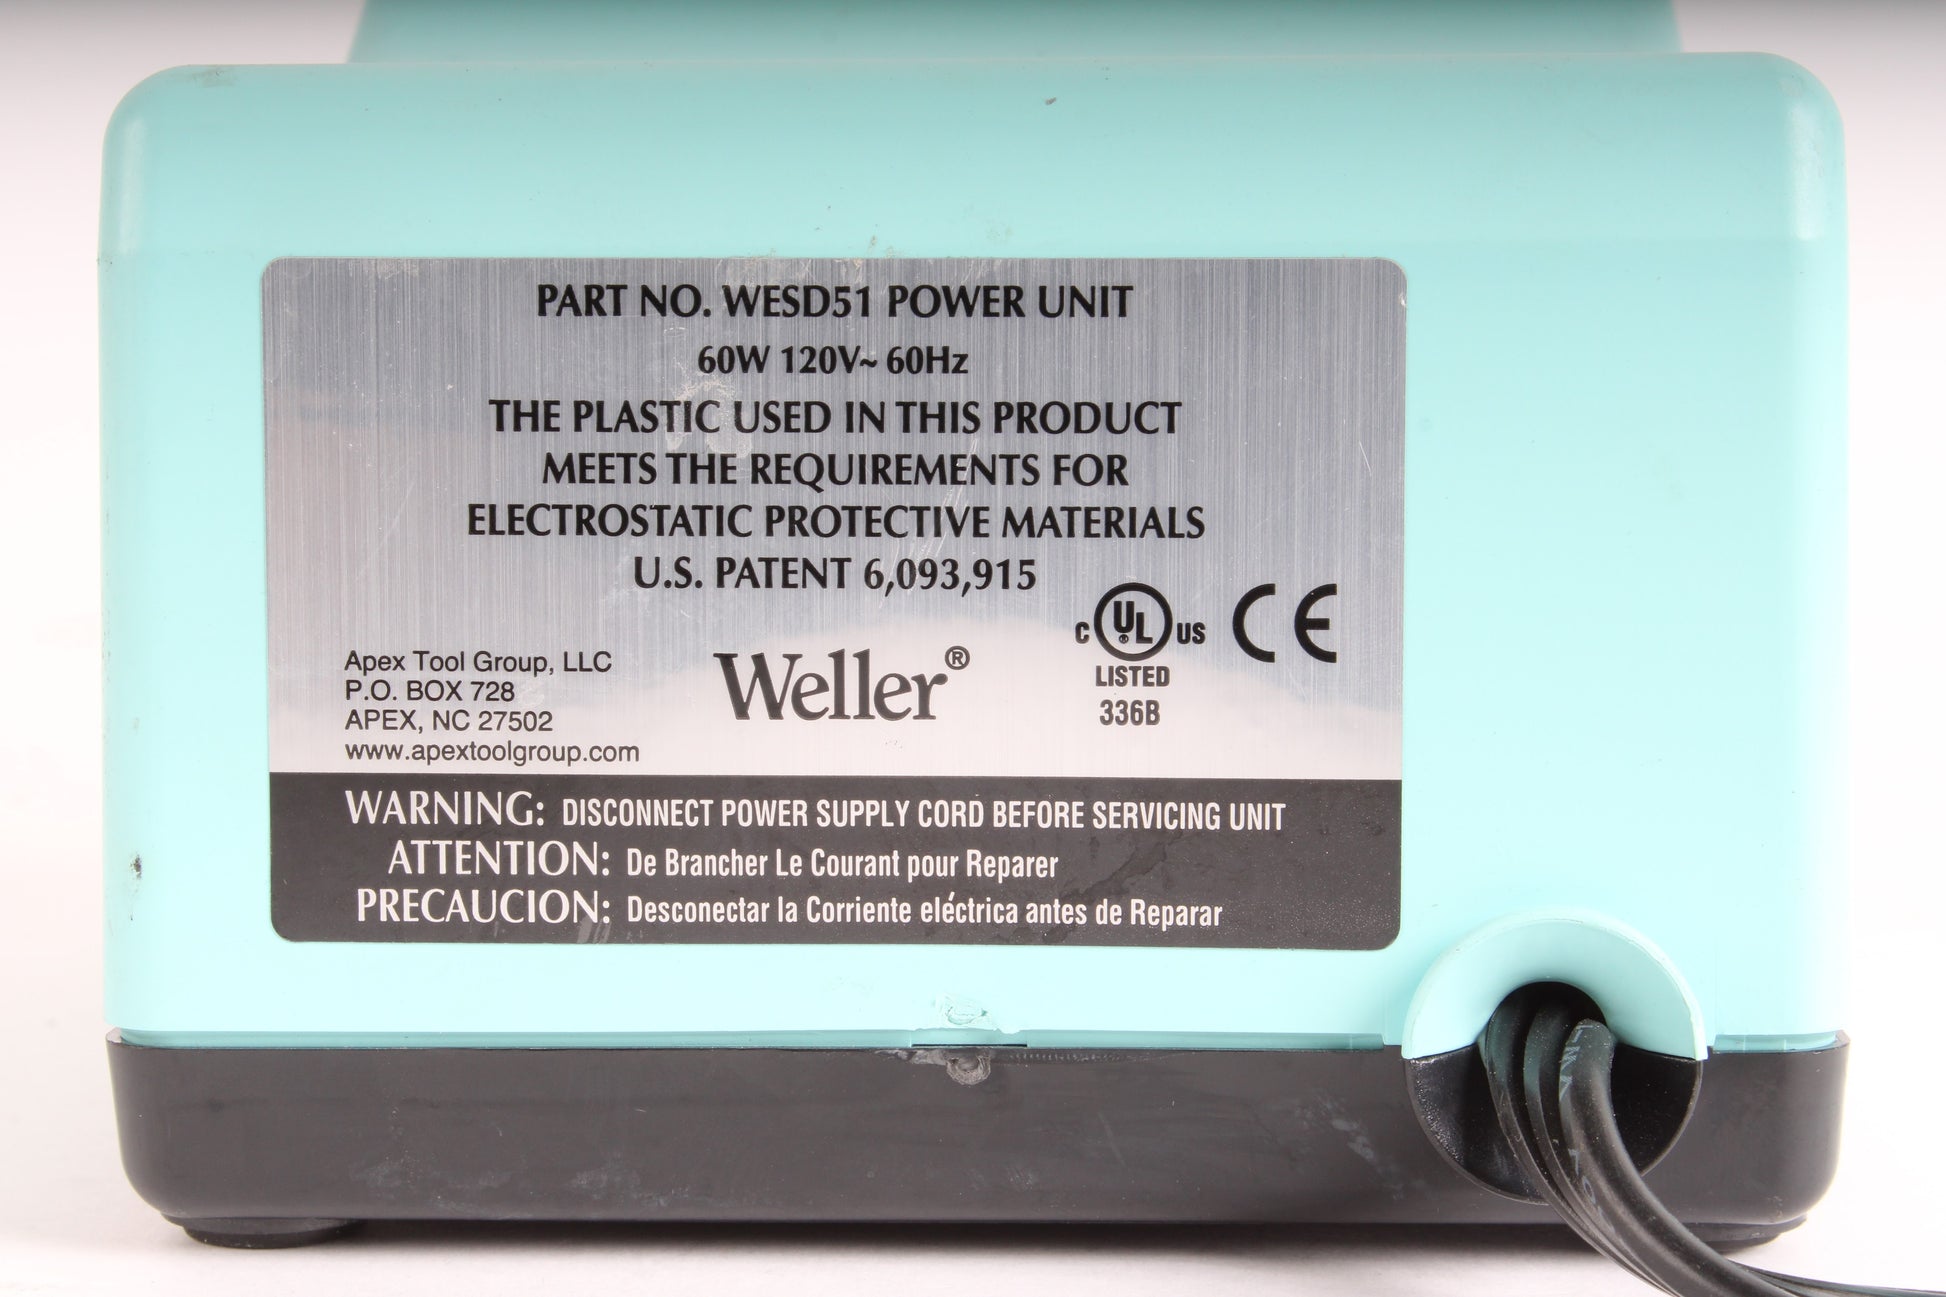 PART NO. WESD51 POWER UNIT
60W 120V~ 60Hz
THE PLASTIC USED IN THIS PRODUCT
MEETS THE REQUIREMENTS FOR
ELECTROSTATIC PROTECTIVE MATERIALS
U.S. PATENT 6,093,915
Apex Tool Group, LLC
P.O. BOX 728
APEX, NC 27502
www.apextoolgroup.com
Weller®
C UL® US
LISTED
336B
CE
WARNING: DISCONNECT POWER SUPPLY CORD BEFORE SERVICING UNIT
ATTENTION: De Brancher Le Courant pour Reparer
PRECAUCION: Desconectar la Corriente eléctrica antes de Reparar